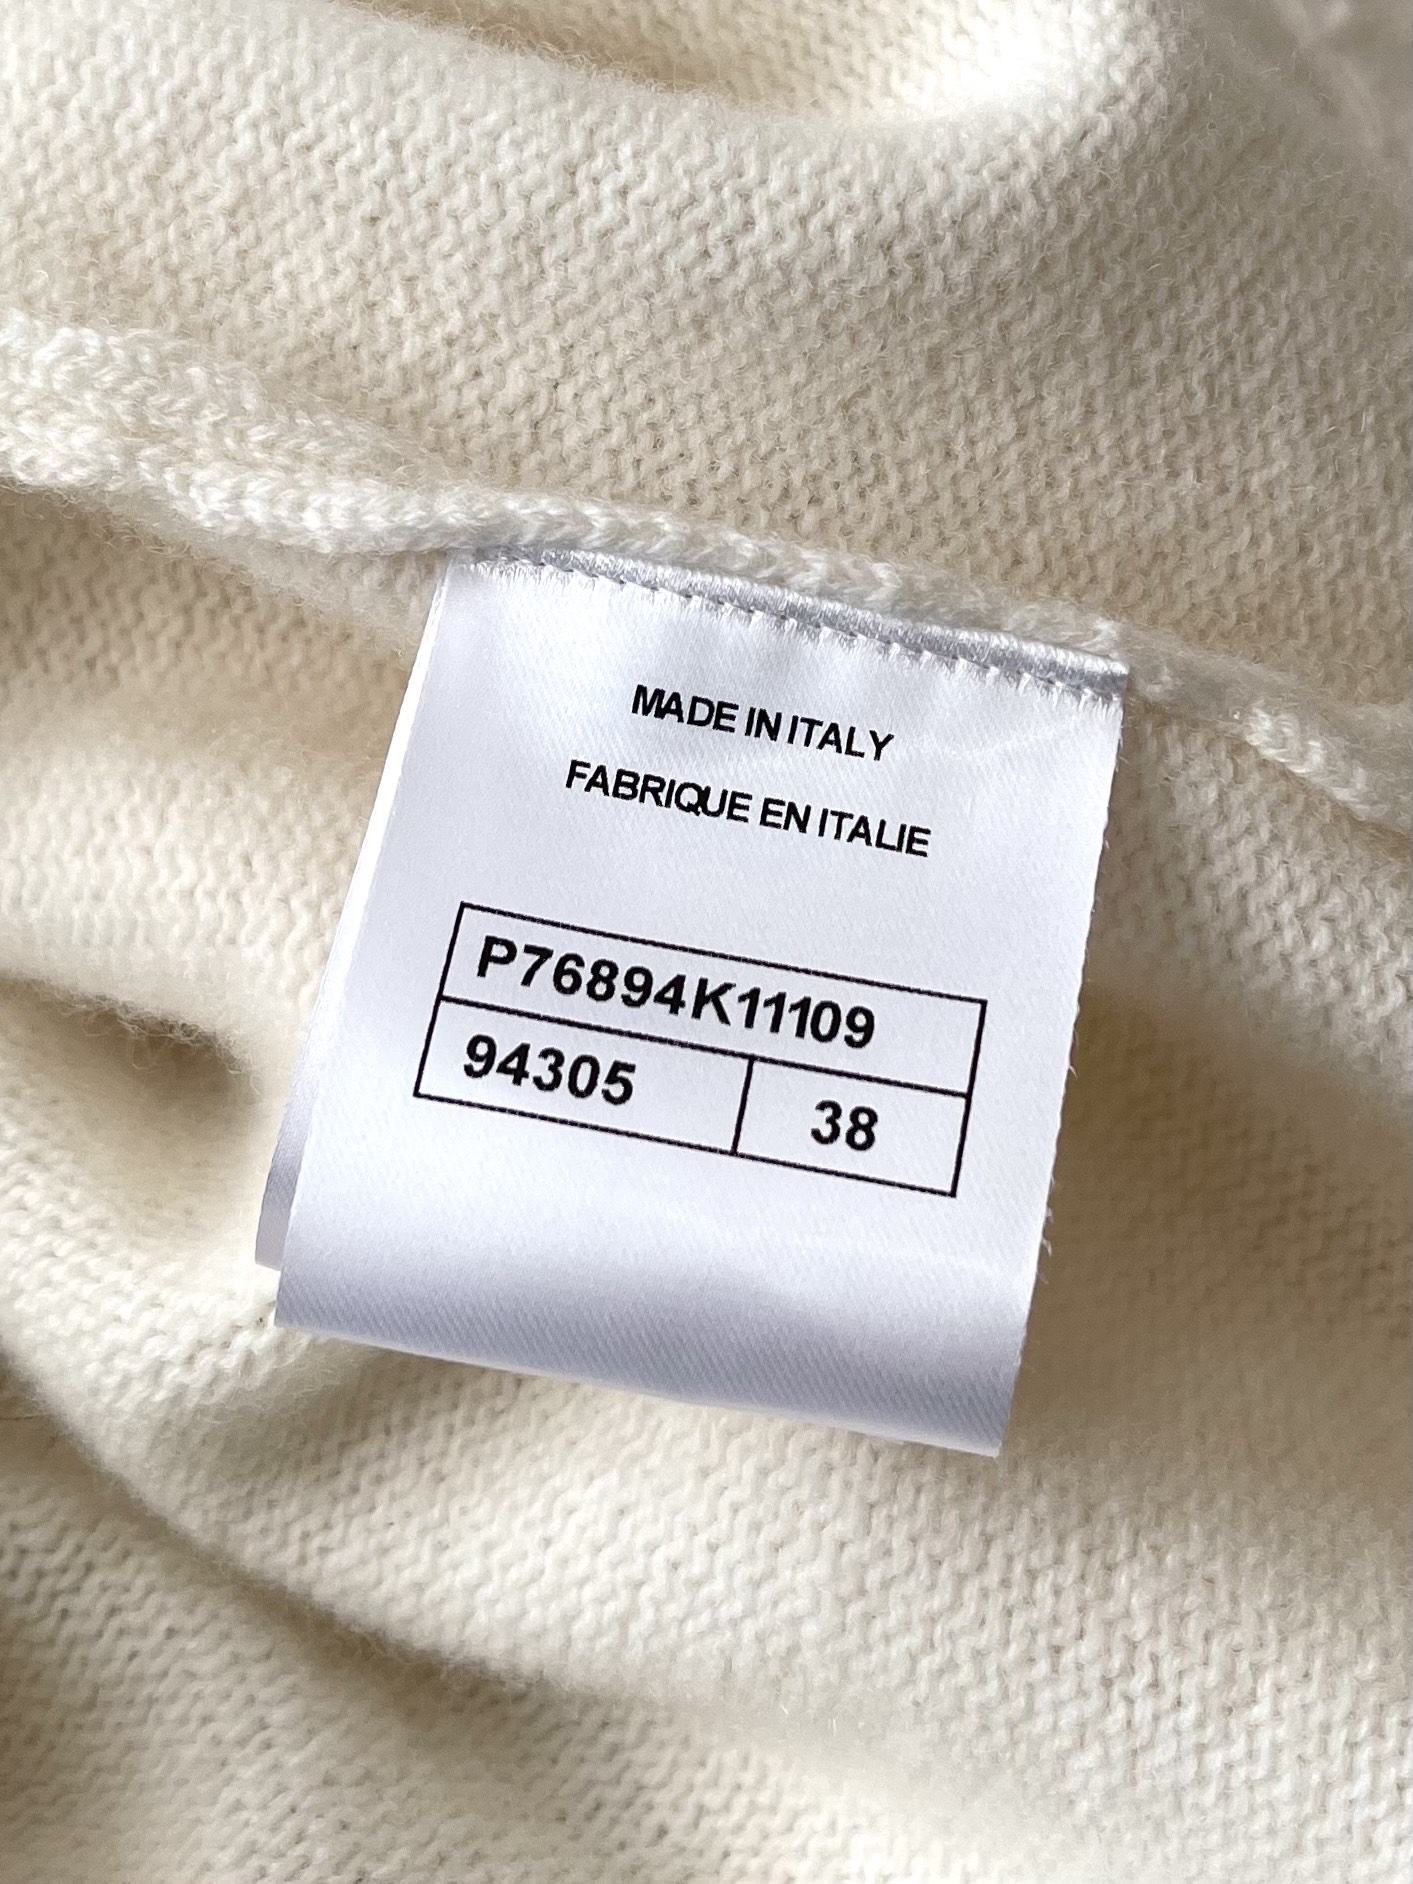 MADE IN ITALY
FABRIQUE EN ITALIE
P76894K11109
94305 38